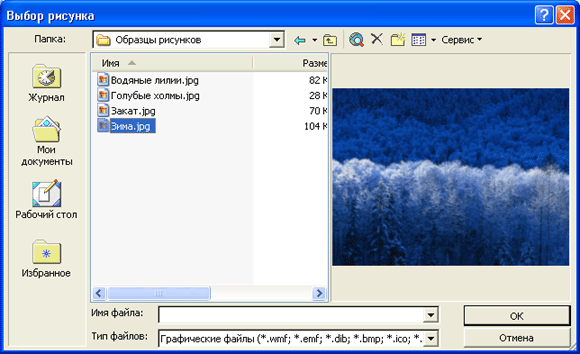 Выбор рисунка
Папка: Образцы рисунков Сервис
Имя Разме
Водяные лилии.jpg 82 К
Голубые холмы.jpg 28 К
Закат.jpg 70 К
Зима.jpg 104 К
Журнал
Мои
документы
Рабочий стол
Избранное
Имя файла: OK
Тип файлов: Графические файлы (*.wmf; *.emf; *.dib; *.bmp; *.ico; *. Отмена